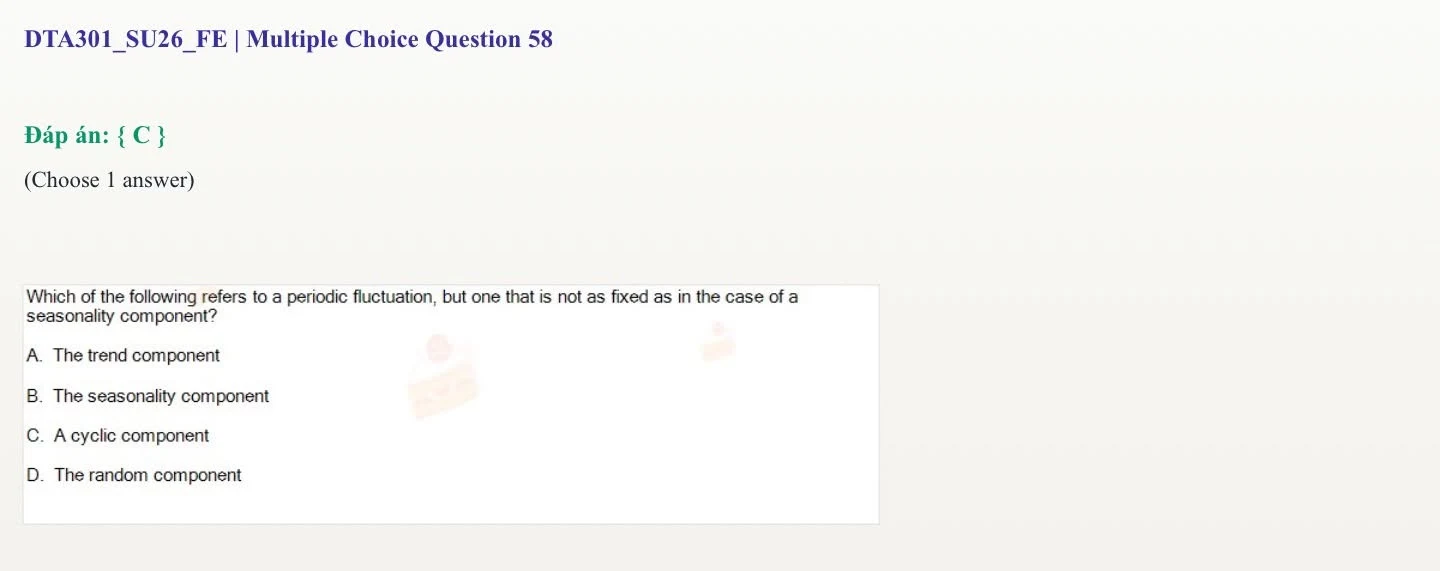 DTA301_SU26_FE | Multiple Choice Question 58
Đáp án: { C }
(Choose 1 answer)
Which of the following refers to a periodic fluctuation, but one that is not as fixed as in the case of a
seasonality component?
A. The trend component
B. The seasonality component
C. A cyclic component
D. The random component